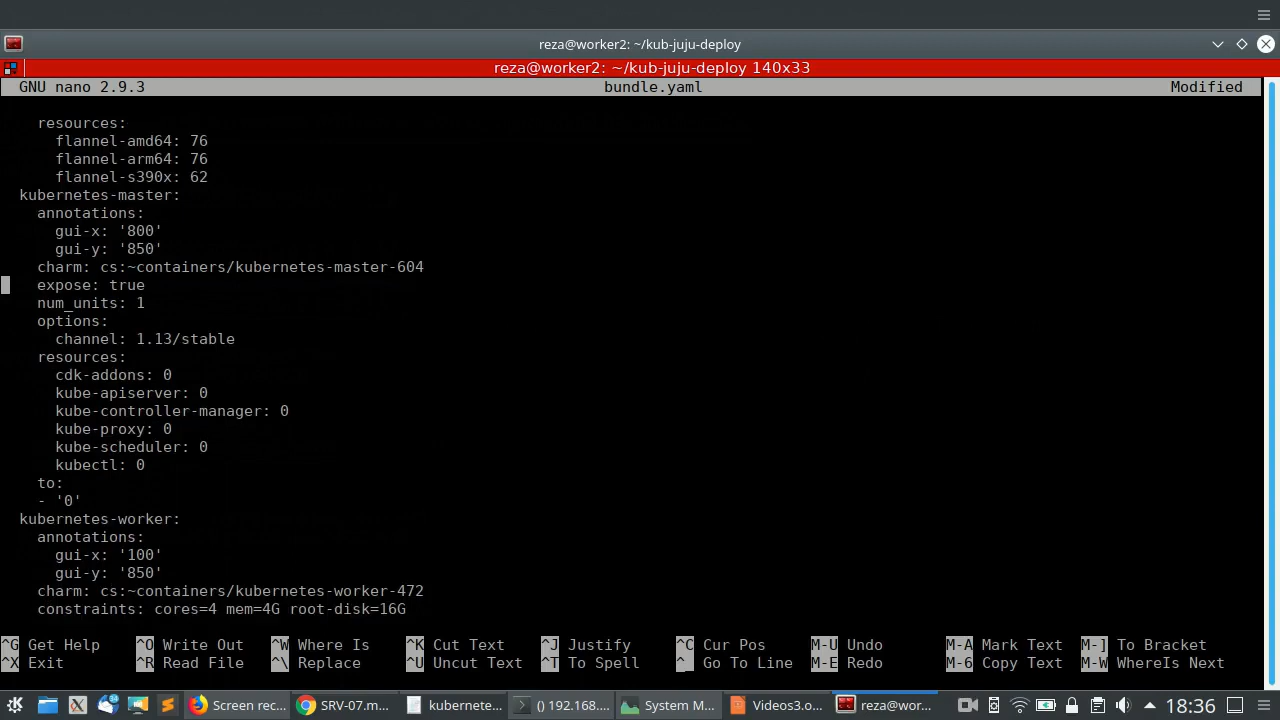 reza@worker2: ~/kub-juju-deploy
reza@worker2: ~/kub-juju-deploy 140x33
GNU nano 2.9.3 bundle.yaml Modified
resources:
flannel-amd64: 76
flannel-arm64: 76
flannel-s390x: 62
kubernetes-master:
annotations:
gui-x: '800'
gui-y: '850'
charm: cs:~containers/kubernetes-master-604
expose: true
num_units: 1
options:
channel: 1.13/stable
resources:
cdk-addons: 0
kube-apiserver: 0
kube-controller-manager: 0
kube-proxy: 0
kube-scheduler: 0
kubectl: 0
to:
- '0'
kubernetes-worker:
annotations:
gui-x: '100'
gui-y: '850'
charm: cs:~containers/kubernetes-worker-472
constraints: cores=4 mem=4G root-disk=16G
^G Get Help ^O Write Out ^W Where Is ^K Cut Text ^J Justify ^C Cur Pos M-U Undo M-A Mark Text M-] To Bracket
^X Exit ^R Read File ^\ Replace ^U Uncut Text ^T To Spell ^_ Go To Line M-E Redo M-6 Copy Text M-W WhereIs Next
Screen rec... SRV-07.m... kubernete... () 192.168.... System M... Videos3.o... reza@wor... 18:36